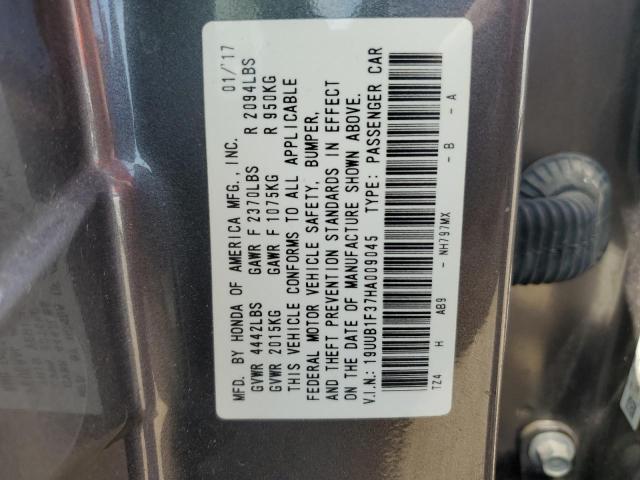 MFD. BY HONDA OF AMERICA MFG., INC. 01/'17
GVWR 4442LBS GAWR F 2370LBS R 2094LBS
GVWR 2015KG GAWR F 1075KG R 950KG
THIS VEHICLE CONFORMS TO ALL APPLICABLE
FEDERAL MOTOR VEHICLE SAFETY, BUMPER,
AND THEFT PREVENTION STANDARDS IN EFFECT
ON THE DATE OF MANUFACTURE SHOWN ABOVE.
V.I.N.: 19UUB1F37HA009045 TYPE: PASSENGER CAR
TZ4 H AB9 - NH797MX - B - A